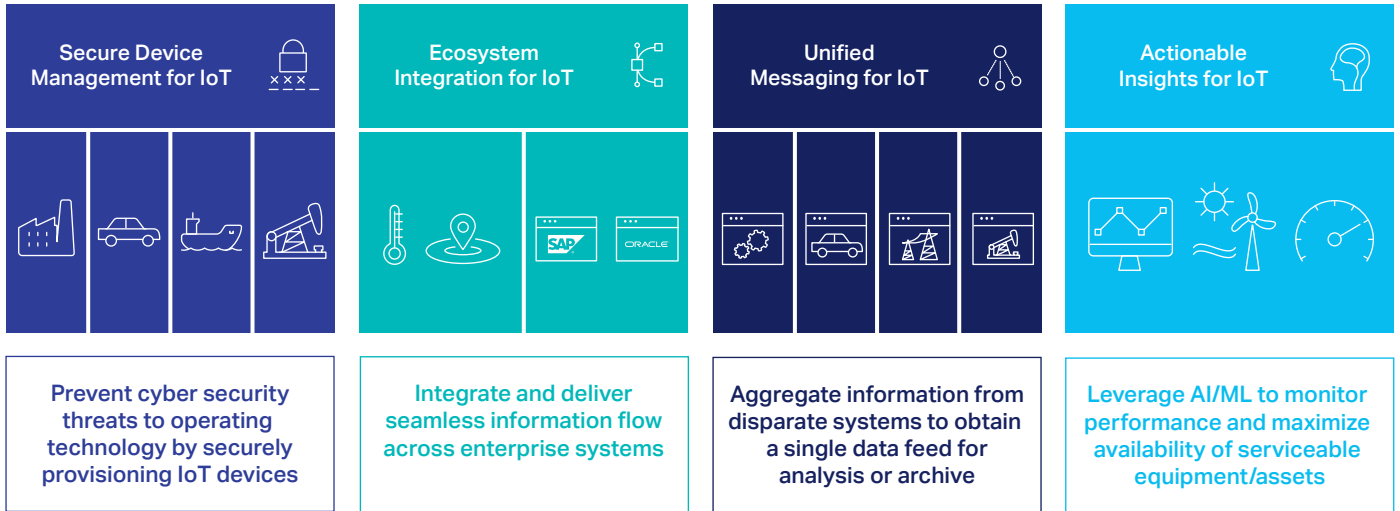 Secure Device
Management for IoT
×××
Ecosystem
Integration for IoT
Unified
Messaging for IoT
Actionable
Insights for IoT
SAP
ORACLE
Prevent cyber security
threats to operating
technology by securely
provisioning IoT devices
Integrate and deliver
seamless information flow
across enterprise systems
Aggregate information from
disparate systems to obtain
a single data feed for
analysis or archive
Leverage AI/ML to monitor
performance and maximize
availability of serviceable
equipment/assets